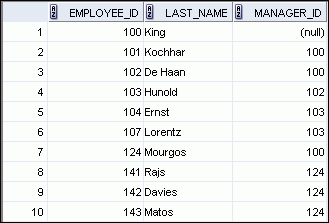 EMPLOYEE_ID LAST_NAME MANAGER_ID
1 100 King (null)
2 101 Kochhar 100
3 102 De Haan 100
4 103 Hunold 102
5 104 Ernst 103
6 107 Lorentz 103
7 124 Mourgos 100
8 141 Rajs 124
9 142 Davies 124
10 143 Matos 124